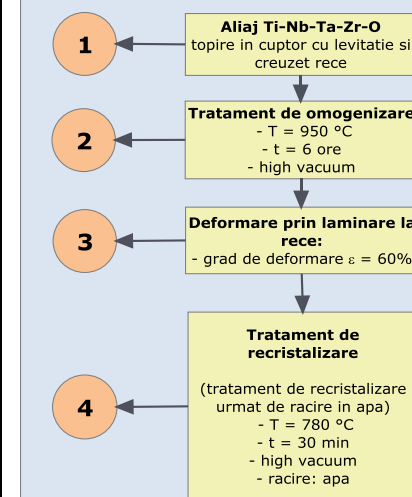 1
Aliaj Ti-Nb-Ta-Zr-O
topire in cuptor cu levitatie si
creuzet rece
2
Tratament de omogenizare
- T = 950 °C
- t = 6 ore
- high vacuum
3
Deformare prin laminare la
rece:
- grad de deformare ε = 60%
4
Tratament de
recristalizare
(tratament de recristalizare
urmat de racire in apa)
- T = 780 °C
- t = 30 min
- high vacuum
- racire: apa